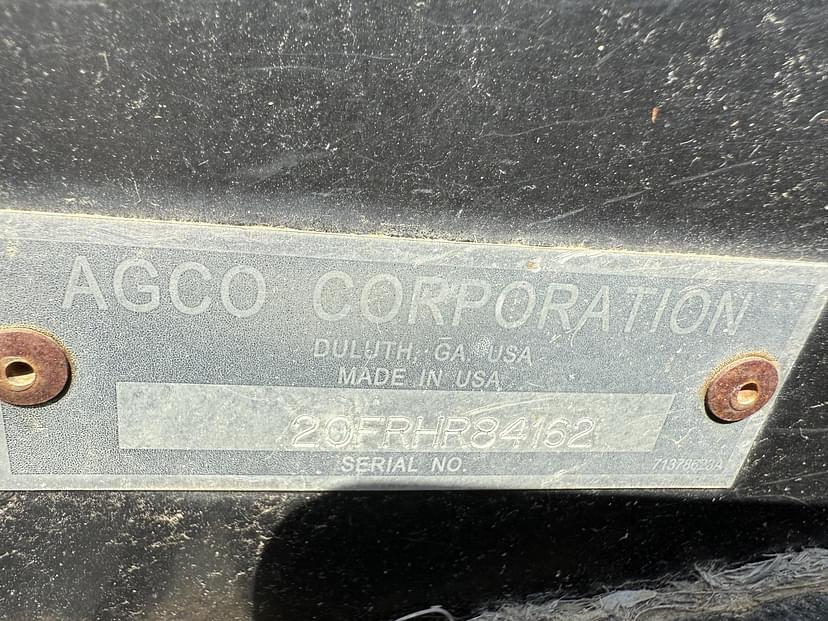 AGCO CORPORATION
DULUTH, GA, USA
MADE IN USA
20FRHR84162
SERIAL NO.